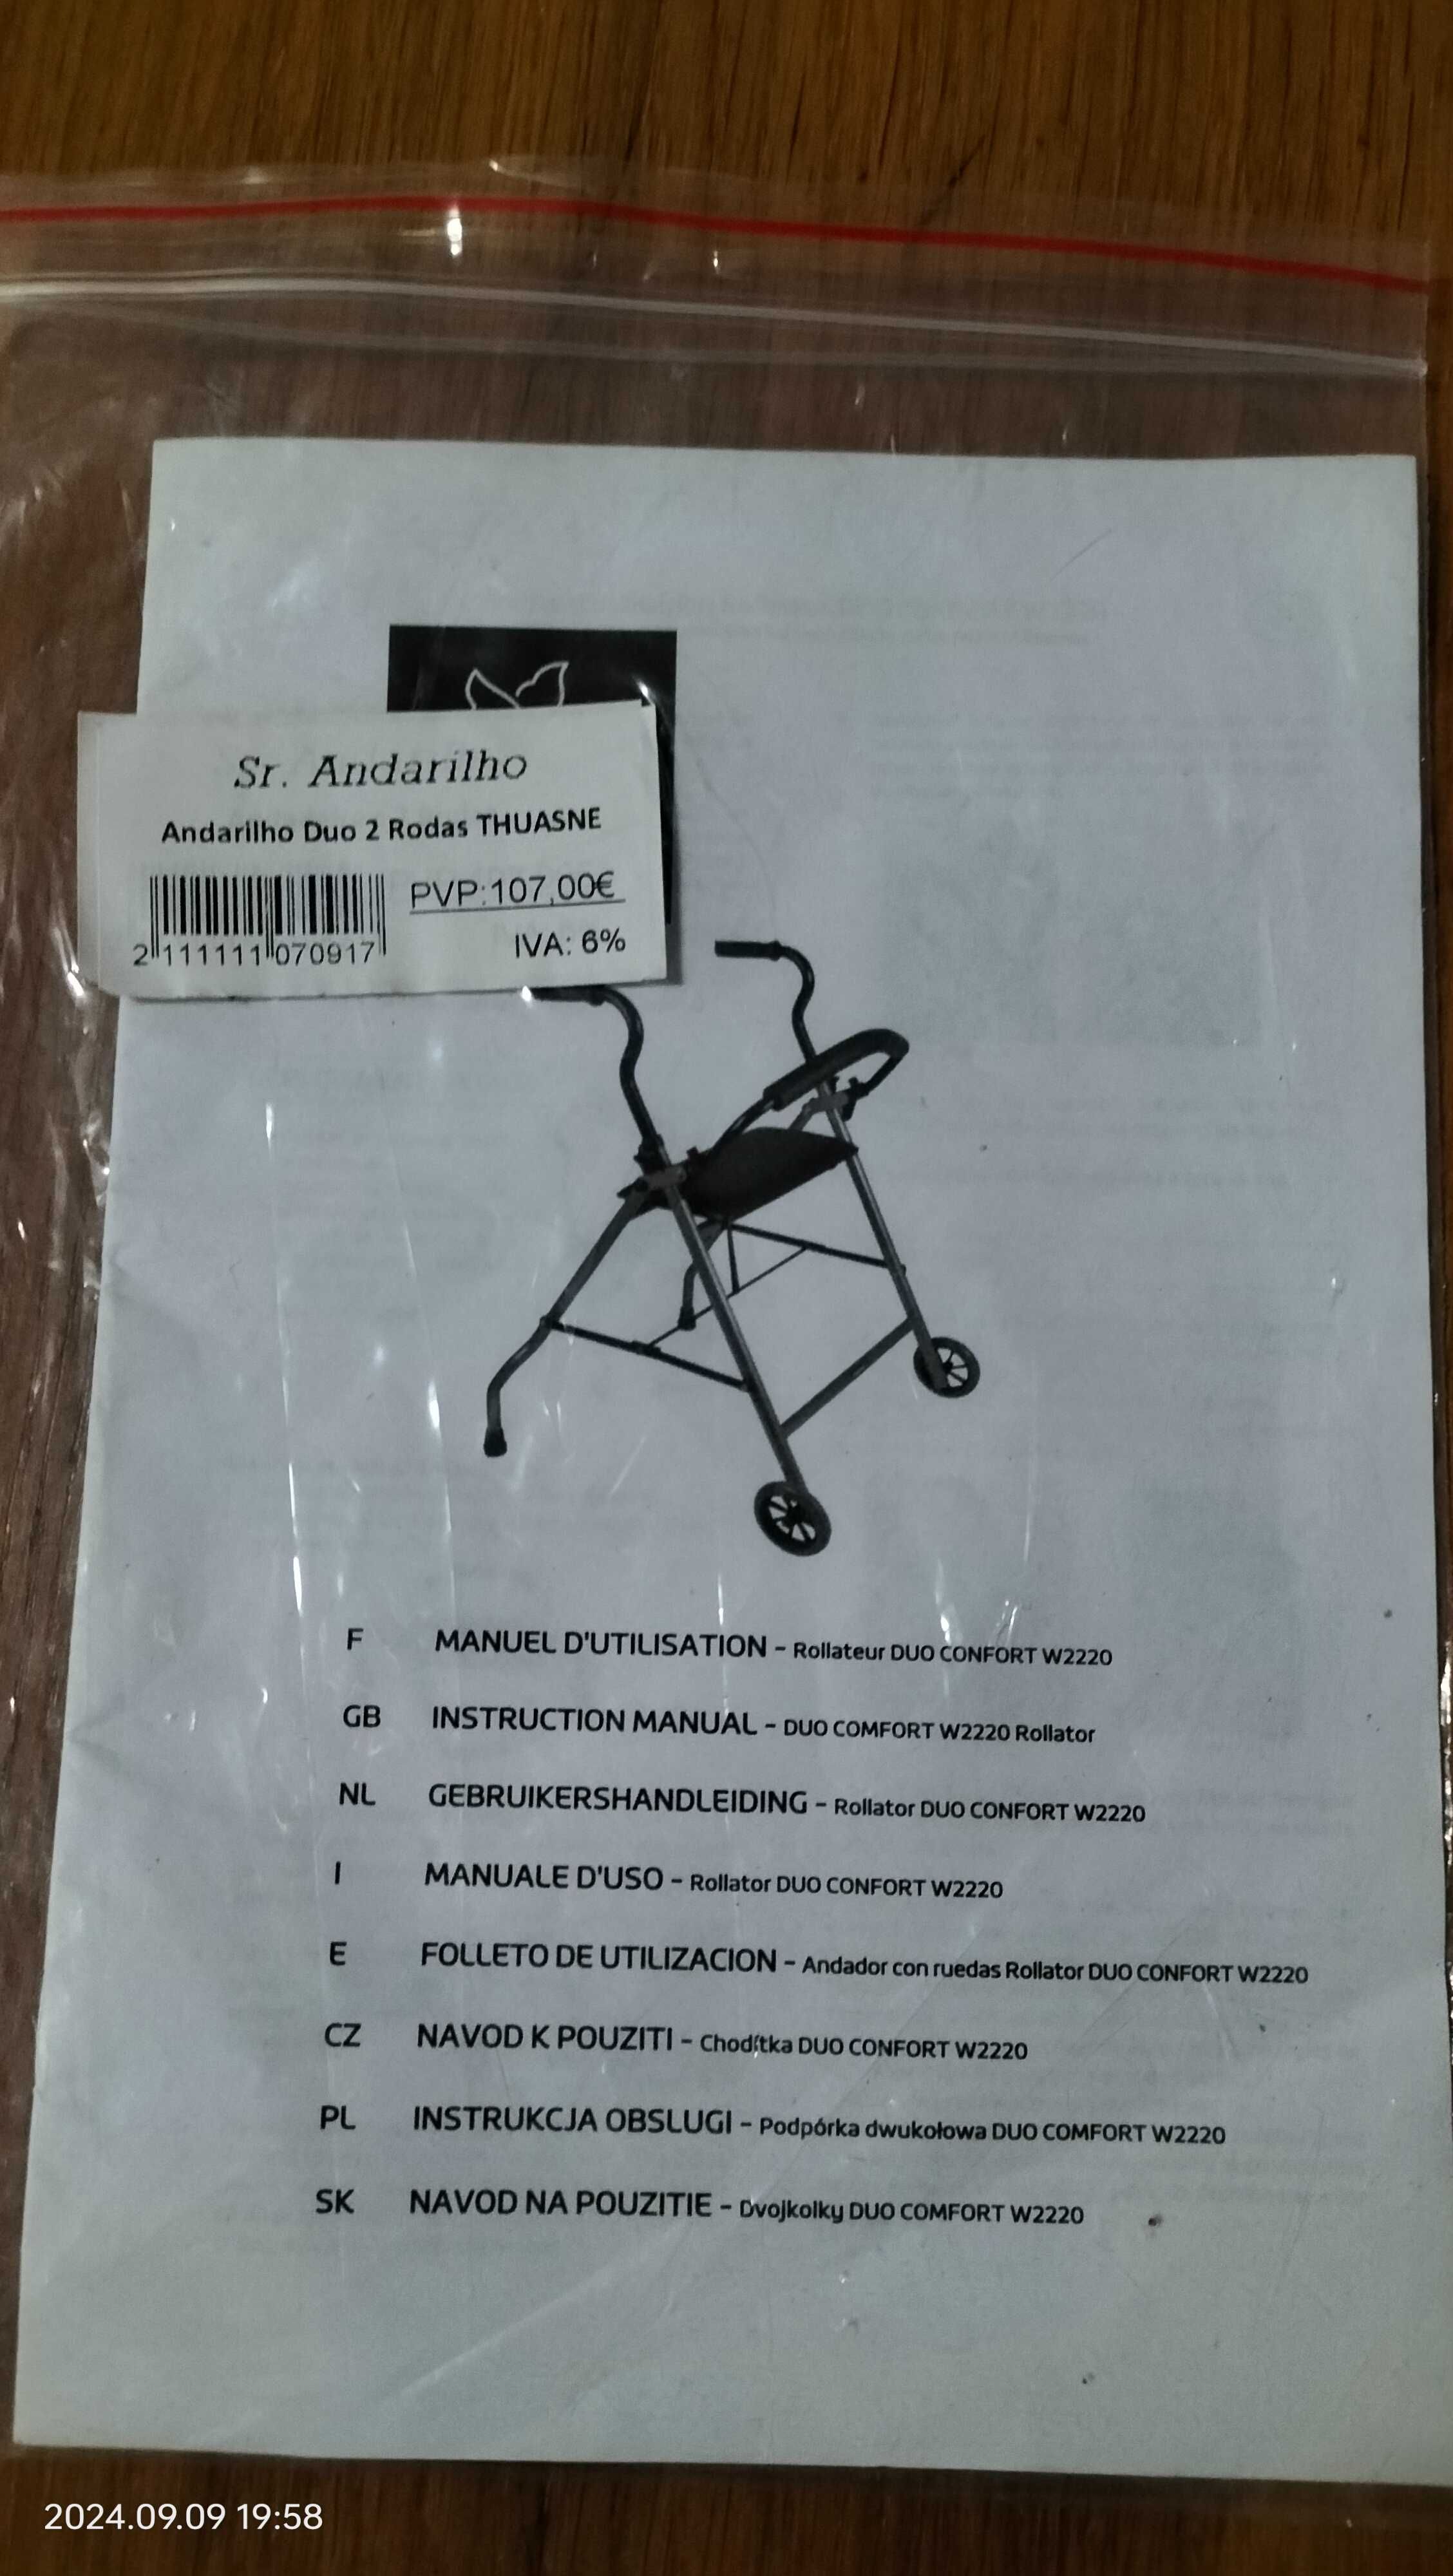 Sr. Andarilho
Andarilho Duo 2 Rodas THUASNE
PVP:107,00€
IVA: 6%
2 111111 070917
F MANUEL D'UTILISATION - Rollateur DUO CONFORT W2220
GB INSTRUCTION MANUAL - DUO COMFORT W2220 Rollator
NL GEBRUIKERSHANDLEIDING - Rollator DUO CONFORT W2220
I MANUALE D'USO - Rollator DUO CONFORT W2220
E FOLLETO DE UTILIZACION - Andador con ruedas Rollator DUO CONFORT W2220
CZ NAVOD K POUZITI - Chodítka DUO CONFORT W2220
PL INSTRUKCJA OBSLUGI - Podpórka dwukołowa DUO COMFORT W2220
SK NAVOD NA POUZITIE - Dvojkolky DUO COMFORT W2220
2024.09.09 19:58